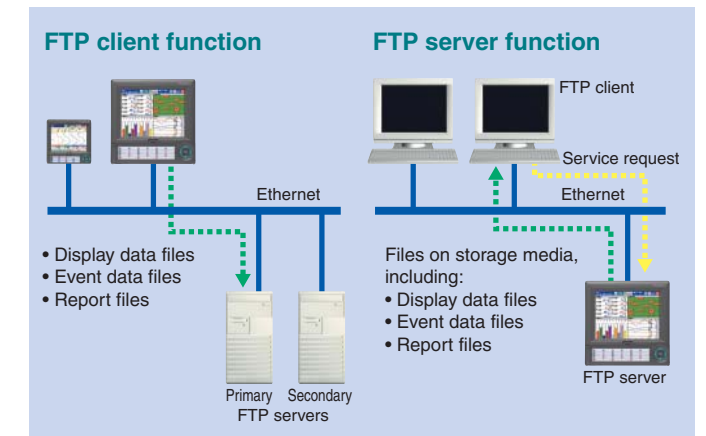 FTP client function
Ethernet
• Display data files
• Event data files
• Report files
Primary Secondary
FTP servers
FTP server function
FTP client
Service request
Ethernet
Files on storage media,
including:
• Display data files
• Event data files
• Report files
FTP server